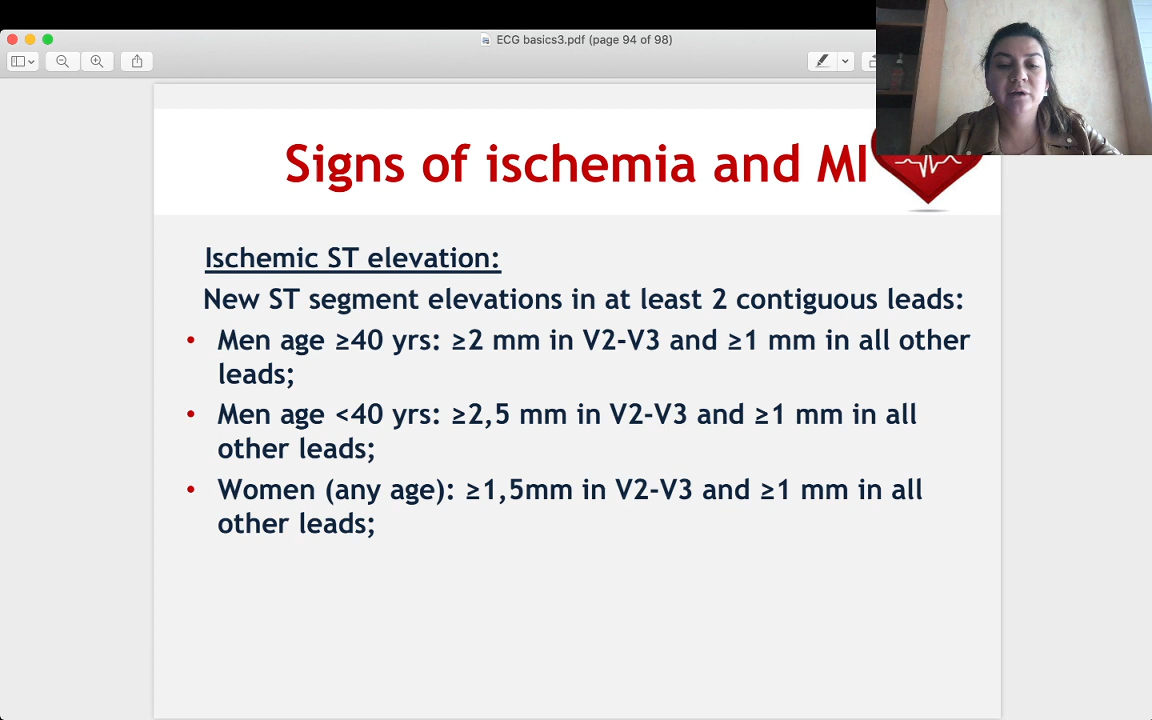 ECG basics3.pdf (page 94 of 98)
Signs of ischemia and MI
Ischemic ST elevation:
New ST segment elevations in at least 2 contiguous leads:
• Men age ≥40 yrs: ≥2 mm in V2-V3 and ≥1 mm in all other
leads;
• Men age <40 yrs: ≥2,5 mm in V2-V3 and ≥1 mm in all
other leads;
• Women (any age): ≥1,5mm in V2-V3 and ≥1 mm in all
other leads;